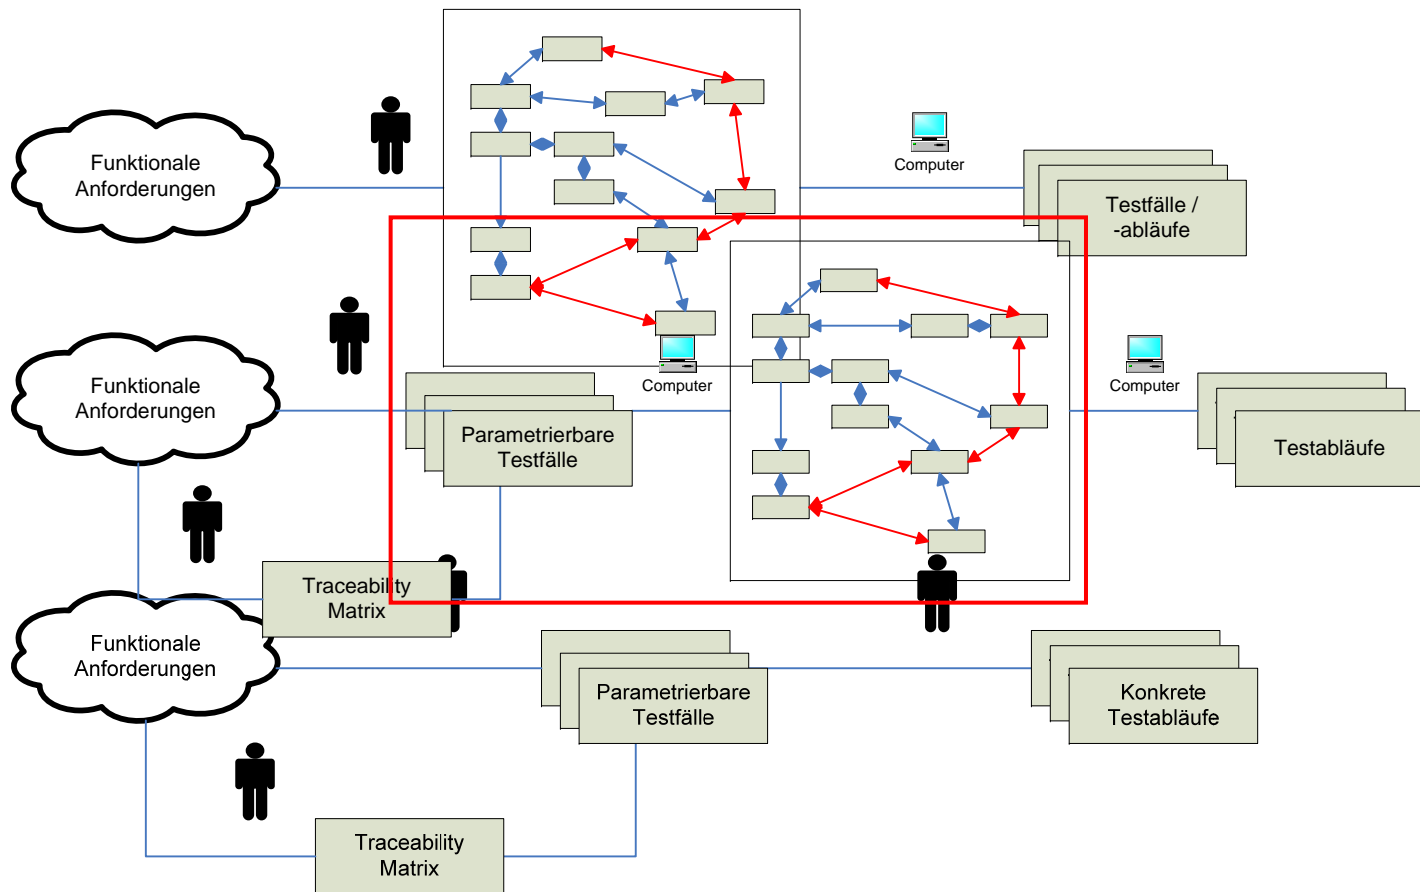 Funktionale
Anforderungen
Computer
Testfälle /
-abläufe
Funktionale
Anforderungen
Parametrierbare
Testfälle
Computer
Computer
Testabläufe
Traceability
Matrix
Funktionale
Anforderungen
Parametrierbare
Testfälle
Konkrete
Testabläufe
Traceability
Matrix